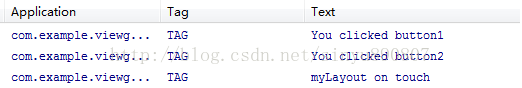 Application Tag Text
com.example.viewg... TAG You clicked button1
com.example.viewg... TAG You clicked button2
com.example.viewg... TAG myLayout on touch